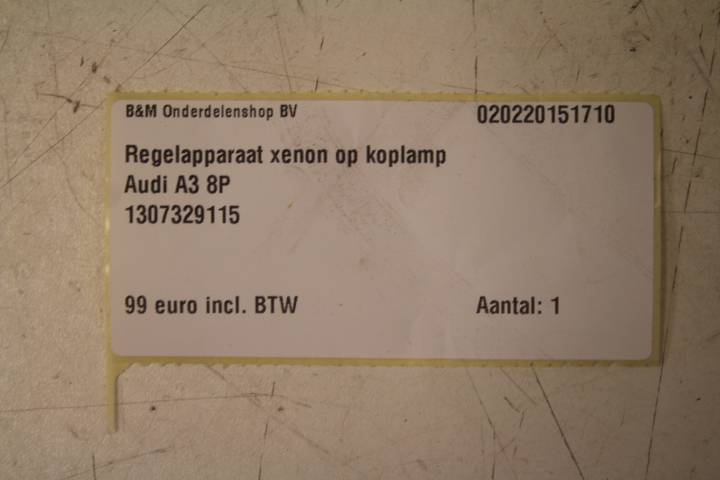 B&M Onderdelenshop BV 020220151710
Regelapparaat xenon op koplamp
Audi A3 8P
1307329115
99 euro incl. BTW Aantal: 1